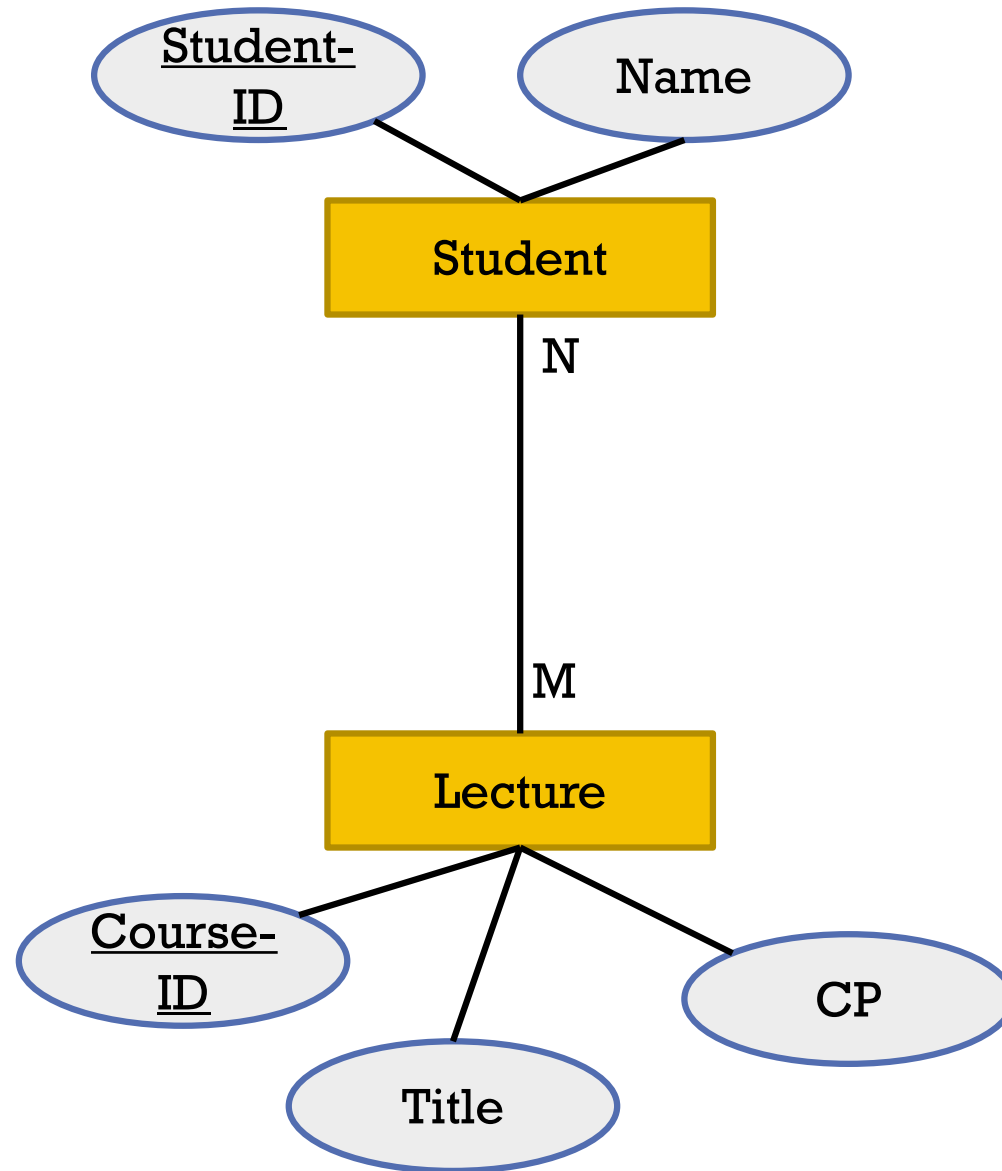 Student-
ID
Name
Student
N
M
Lecture
Course-
ID
CP
Title